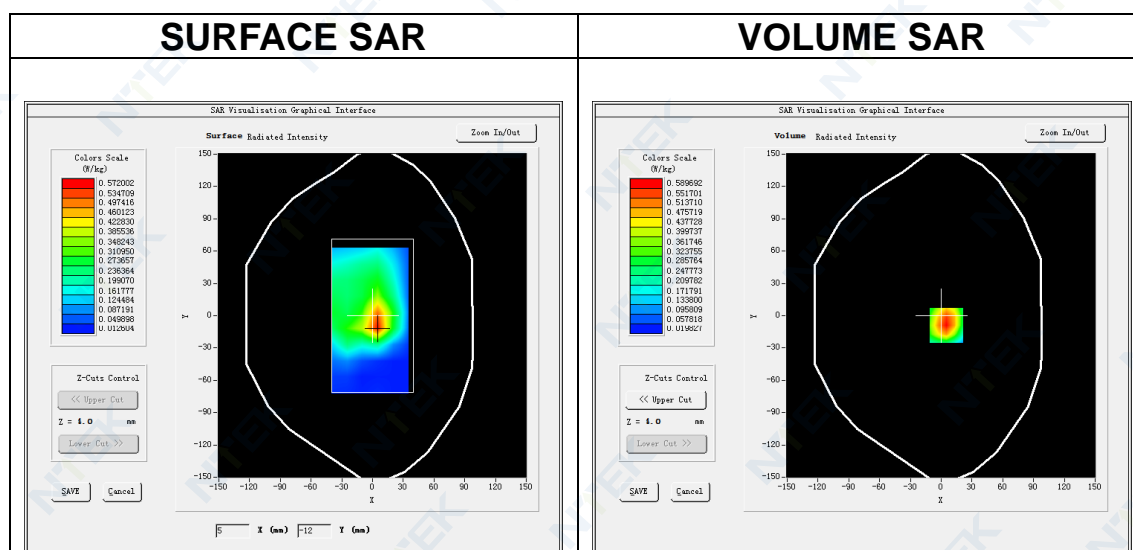 SURFACE SAR
VOLUME SAR
SAR Visualisation Graphical Interface
Surface Radiated Intensity
Zoom In/Out
Colors Scale
(W/kg)
0.572002
0.534709
0.497416
0.460123
0.422830
0.385536
0.348243
0.310950
0.273657
0.236364
0.199070
0.161777
0.124484
0.087191
0.049898
0.012604
150
120
90
60
30
0
-30
-60
-90
-120
-150
Y
-150 -120 -90 -60 -30 0 30 60 90 120 150
X
Z-Cuts Control
<< Upper Cut
Z = 4.0 mm
Lower Cut >>
SAVE
Cancel
5 X (mm) -12 Y (mm)
SAR Visualisation Graphical Interface
Volume Radiated Intensity
Zoom In/Out
Colors Scale
(W/kg)
0.589692
0.551701
0.513710
0.475719
0.437728
0.399737
0.361746
0.323755
0.285764
0.247773
0.209782
0.171791
0.133800
0.095809
0.057818
0.019827
150
120
90
60
30
0
-30
-60
-90
-120
-150
Y
-150 -120 -90 -60 -30 0 30 60 90 120 150
X
Z-Cuts Control
<< Upper Cut
Z = 4.0 mm
Lower Cut >>
SAVE
Cancel
NTEK